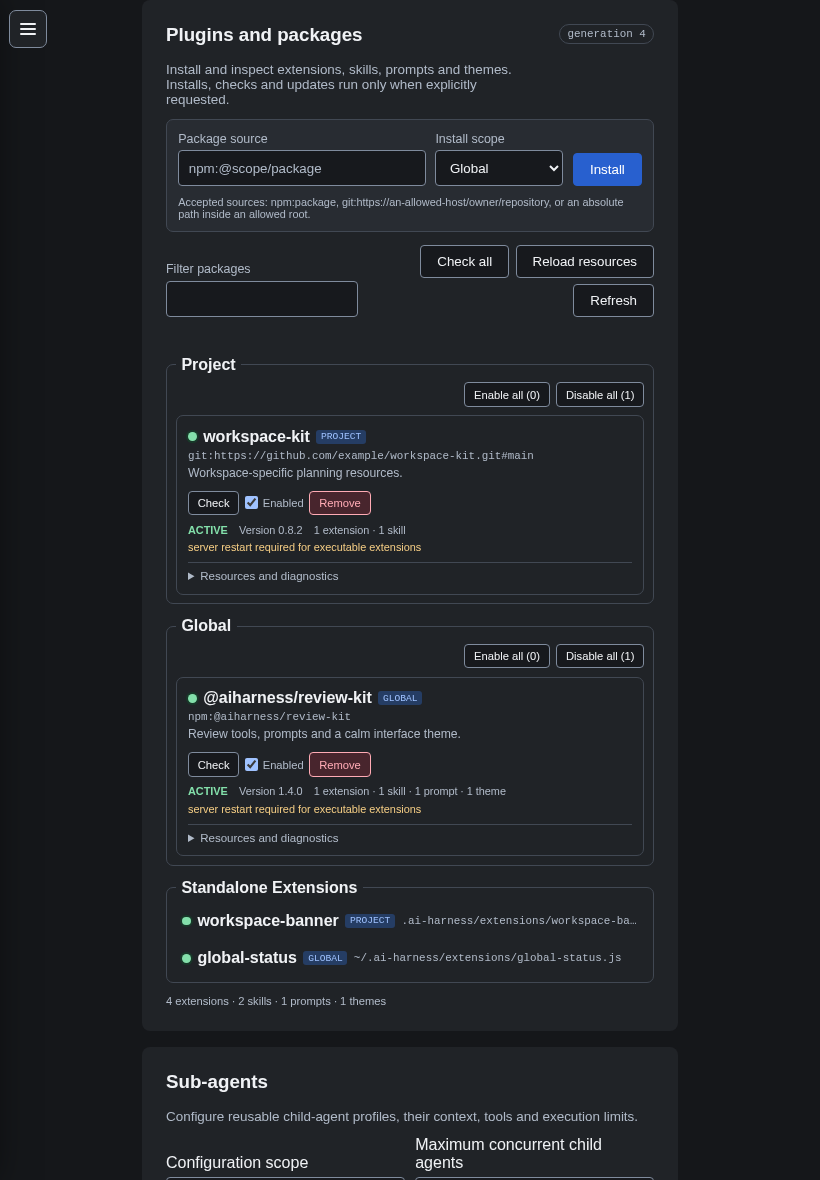 Plugins and packages
generation 4
Install and inspect extensions, skills, prompts and themes.
Installs, checks and updates run only when explicitly
requested.
Package source
Install scope
npm:@scope/package
Global
Install
Accepted sources: npm:package, git:https://an-allowed-host/owner/repository, or an absolute
path inside an allowed root.
Filter packages
Check all
Reload resources
Refresh
Project
Enable all (0)
Disable all (1)
workspace-kit PROJECT
git:https://github.com/example/workspace-kit.git#main
Workspace-specific planning resources.
Check
Enabled
Remove
ACTIVE Version 0.8.2 1 extension · 1 skill
server restart required for executable extensions
Resources and diagnostics
Global
Enable all (0)
Disable all (1)
@aiharness/review-kit GLOBAL
npm:@aiharness/review-kit
Review tools, prompts and a calm interface theme.
Check
Enabled
Remove
ACTIVE Version 1.4.0 1 extension · 1 skill · 1 prompt · 1 theme
server restart required for executable extensions
Resources and diagnostics
Standalone Extensions
workspace-banner PROJECT .ai-harness/extensions/workspace-ba…
global-status GLOBAL ~/.ai-harness/extensions/global-status.js
4 extensions · 2 skills · 1 prompts · 1 themes
Sub-agents
Configure reusable child-agent profiles, their context, tools and execution limits.
Configuration scope
Maximum concurrent child
agents